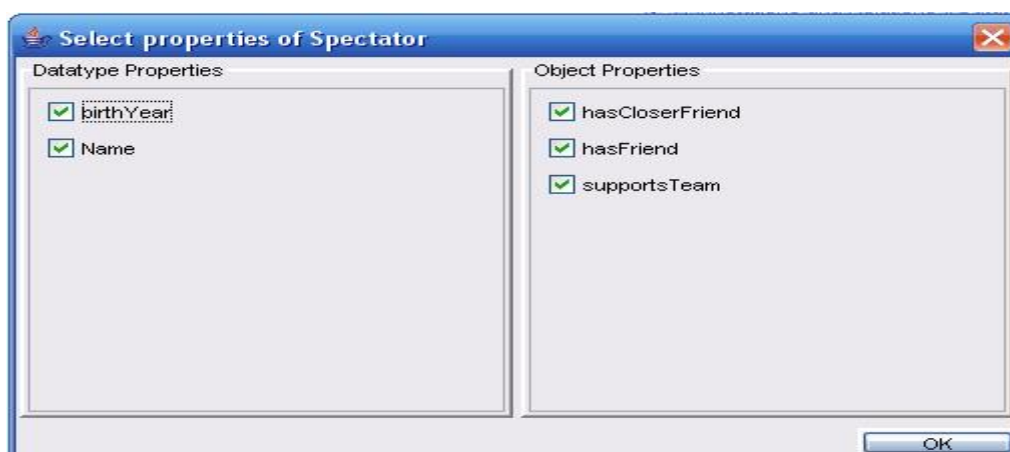 Select properties of Spectator
Datatype Properties
birthYear
Name
Object Properties
hasCloserFriend
hasFriend
supportsTeam
OK